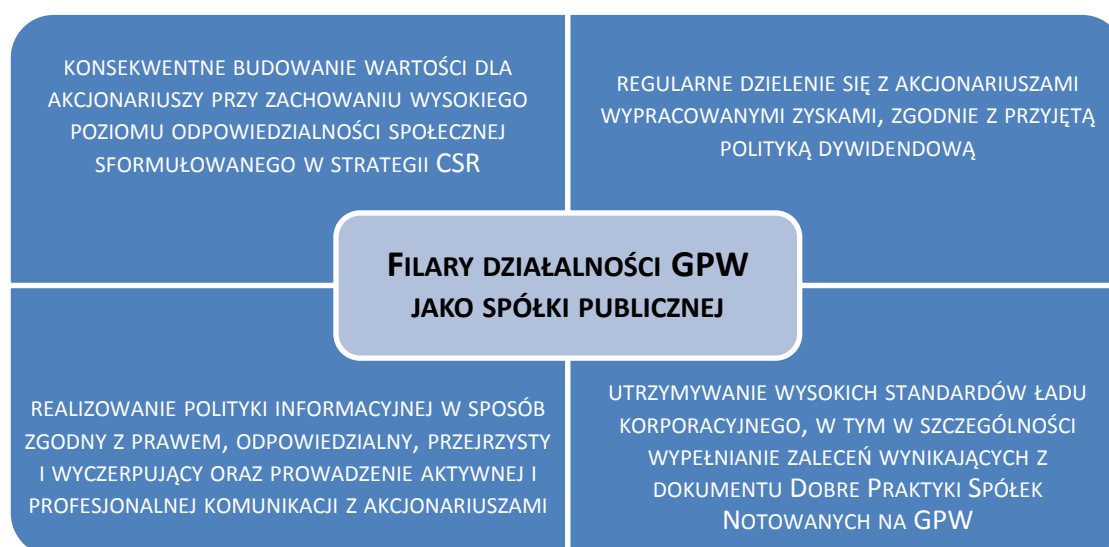 KONSEKWENTNE BUDOWANIE WARTOŚCI DLA
AKCJONARIUSZY PRZY ZACHOWANIU WYSOKIEGO
POZIOMU ODPOWIEDZIALNOŚCI SPOŁECZNEJ
SFORMUŁOWANEGO W STRATEGII CSR
REGULARNE DZIELENIE SIĘ Z AKCJONARIUSZAMI
WYPRACOWANYMI ZYSKAMI, ZGODNIE Z PRZYJĘTĄ
POLITYKĄ DYWIDENDOWĄ
FILARY DZIAŁALNOŚCI GPW
JAKO SPÓŁKI PUBLICZNEJ
REALIZOWANIE POLITYKI INFORMACYJNEJ W SPOSÓB
ZGODNY Z PRAWEM, ODPOWIEDZIALNY, PRZEJRZYSTY
I WYCZERPUJĄCY ORAZ PROWADZENIE AKTYWNEJ I
PROFESJONALNEJ KOMUNIKACJI Z AKCJONARIUSZAMI
UTRZYMYWANIE WYSOKICH STANDARDÓW ŁADU
KORPORACYJNEGO, W TYM W SZCZEGÓLNOŚCI
WYPEŁNIANIE ZALECEŃ WYNIKAJĄCYCH Z
DOKUMENTU DOBRE PRAKTYKI SPÓŁEK
NOTOWANYCH NA GPW